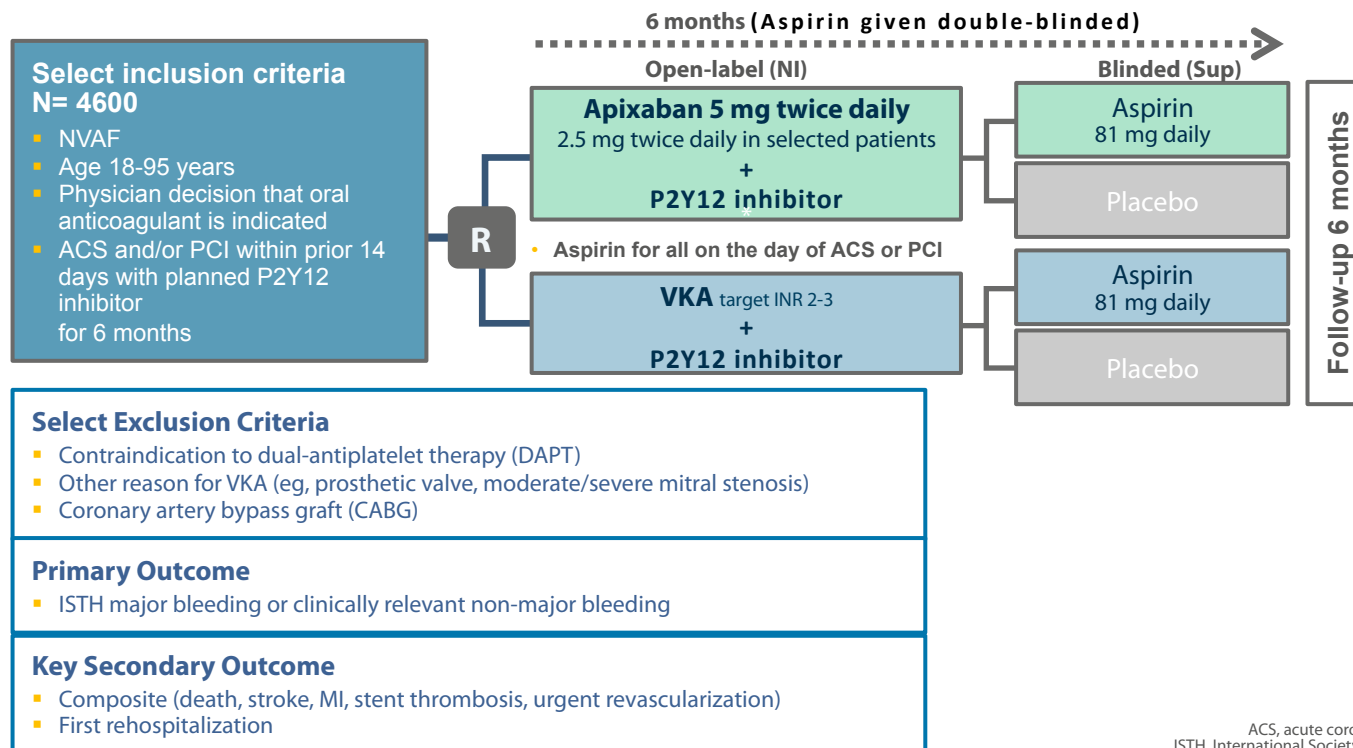 6 months (Aspirin given double-blinded)
Select inclusion criteria
N= 4600
NVAF
Age 18-95 years
Physician decision that oral
anticoagulant is indicated
ACS and/or PCI within prior 14
days with planned P2Y12
inhibitor
for 6 months
R
Open-label (NI)
Apixaban 5 mg twice daily
2.5 mg twice daily in selected patients
+
P2Y12 inhibitor
*
Aspirin for all on the day of ACS or PCI
VKA target INR 2-3
+
P2Y12 inhibitor
Blinded (Sup)
Aspirin
81 mg daily
Placebo
Aspirin
81 mg daily
Placebo
Follow-up 6 months
Select Exclusion Criteria
Contraindication to dual-antiplatelet therapy (DAPT)
Other reason for VKA (eg, prosthetic valve, moderate/severe mitral stenosis)
Coronary artery bypass graft (CABG)
Primary Outcome
ISTH major bleeding or clinically relevant non-major bleeding
Key Secondary Outcome
Composite (death, stroke, MI, stent thrombosis, urgent revascularization)
First rehospitalization
ACS, acute coro
ISTH, International Society